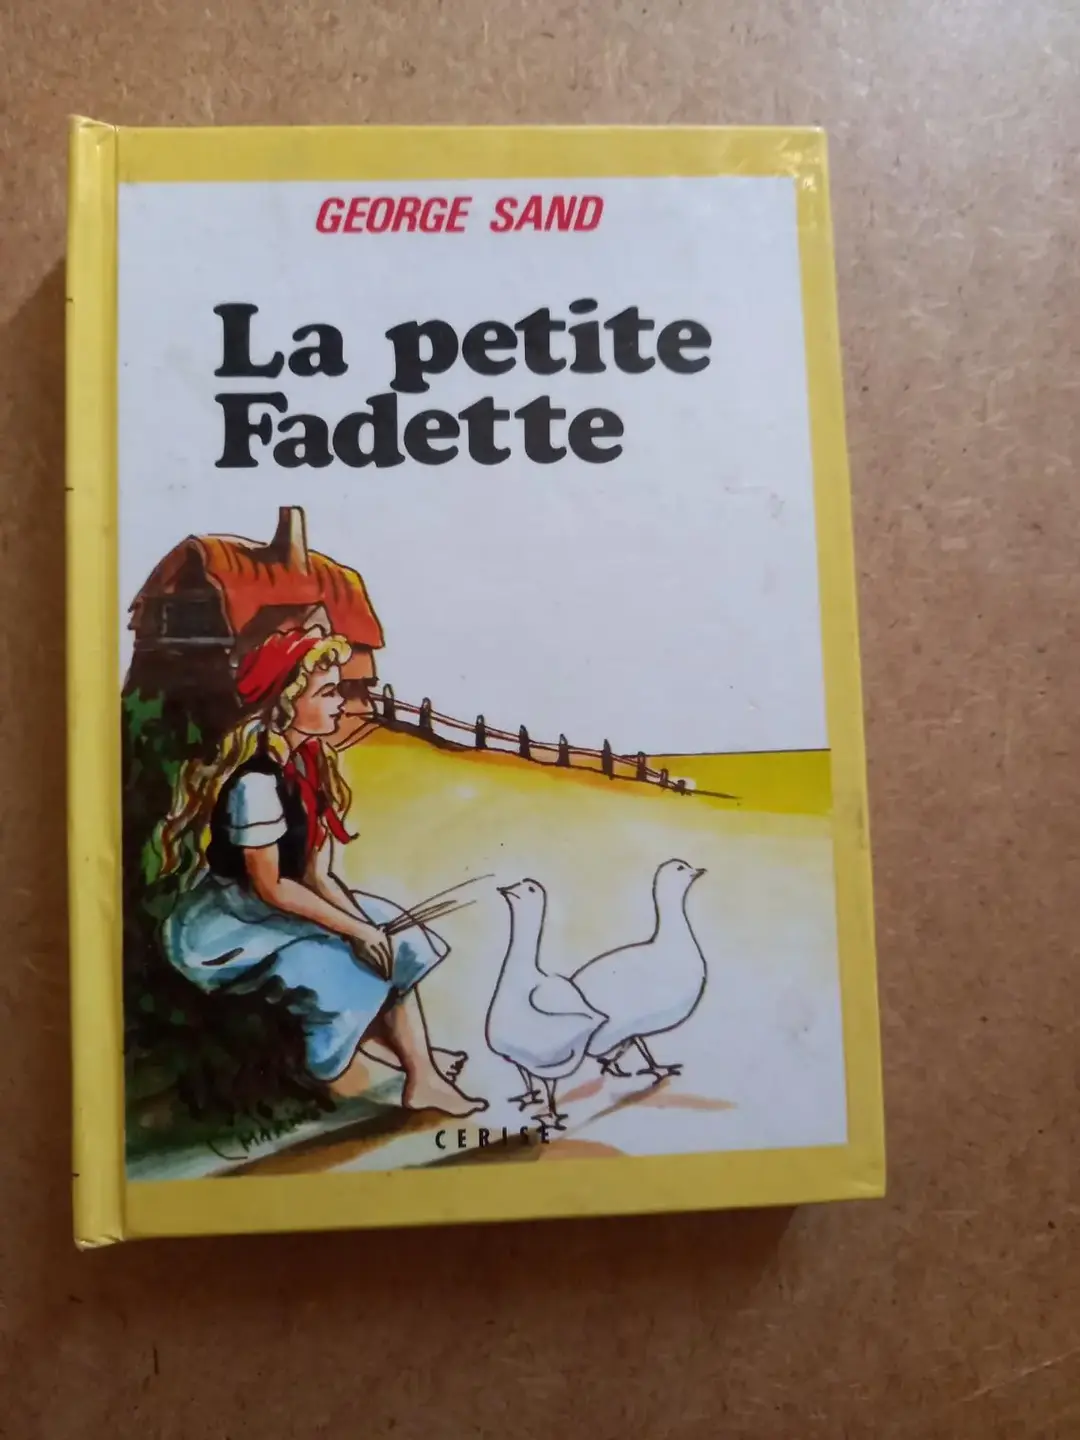 GEORGE SAND
La petite
Fadette
CERISE